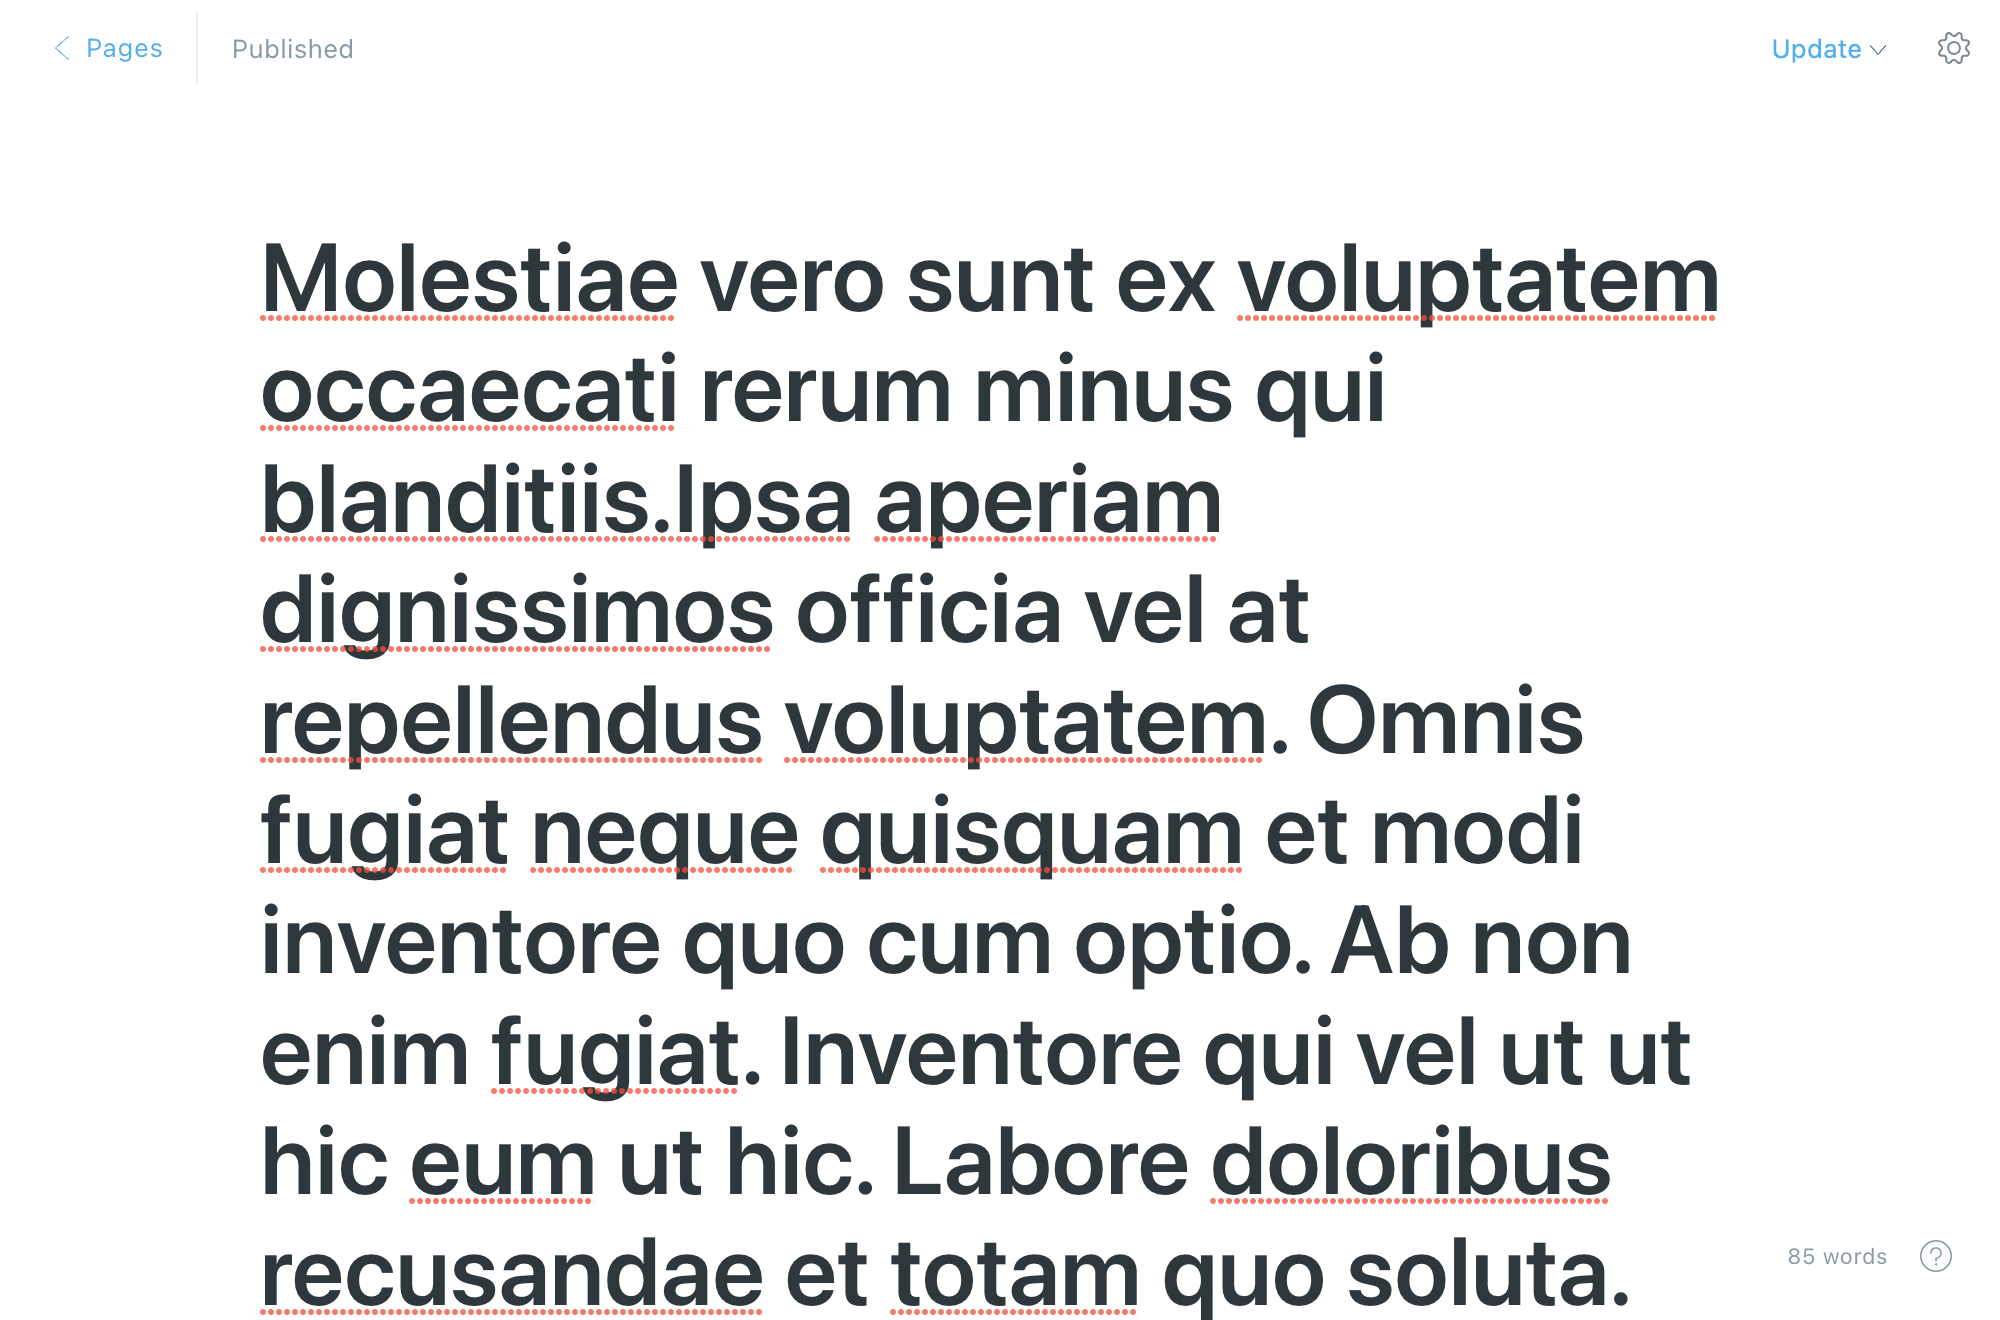 Pages
Published
Update
Molestiae vero sunt ex voluptatem
occaecati rerum minus qui
blanditiis.Ipsa aperiam
dignissimos officia vel at
repellendus voluptatem. Omnis
fugiat neque quisquam et modi
inventore quo cum optio. Ab non
enim fugiat. Inventore qui vel ut ut
hic eum ut hic. Labore doloribus
recusandae et totam quo soluta.
85 words
?